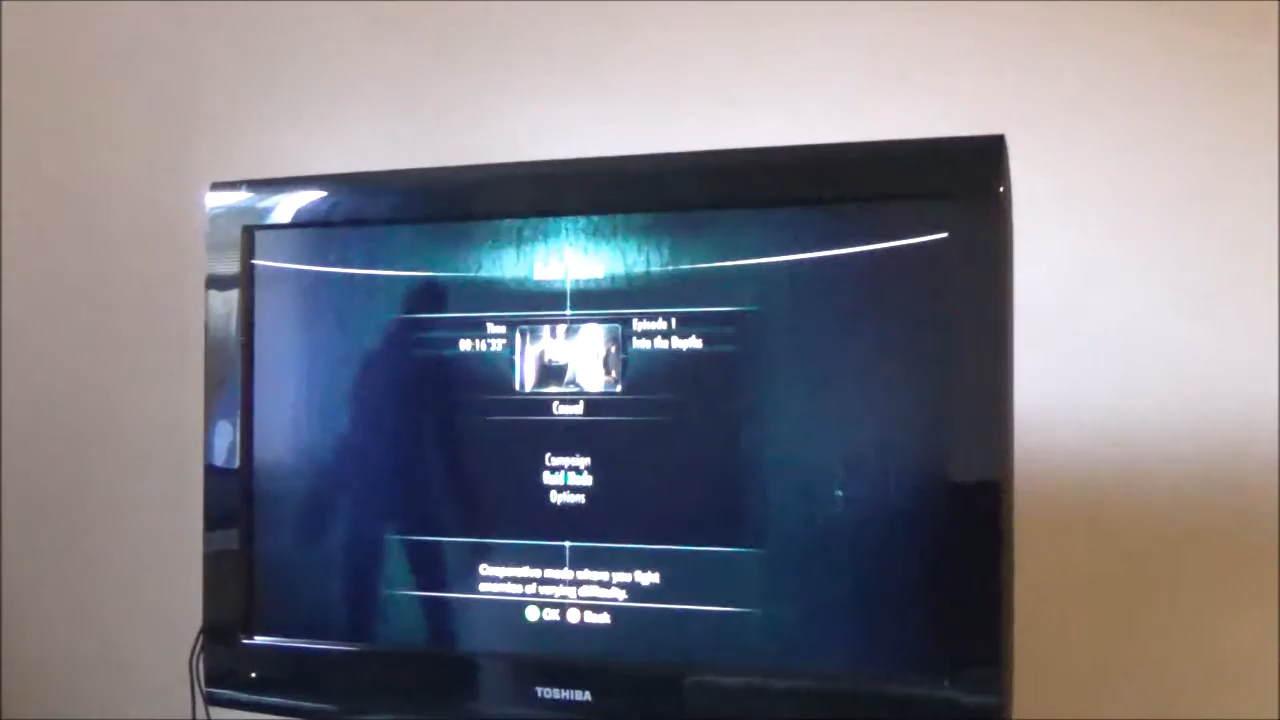 Time
00:16'33"
Episode 1
Into the Depths
Casual
Campaign
Raid Mode
Options
Cooperative mode where you fight
enemies of varying difficulty.
OK Back
TOSHIBA